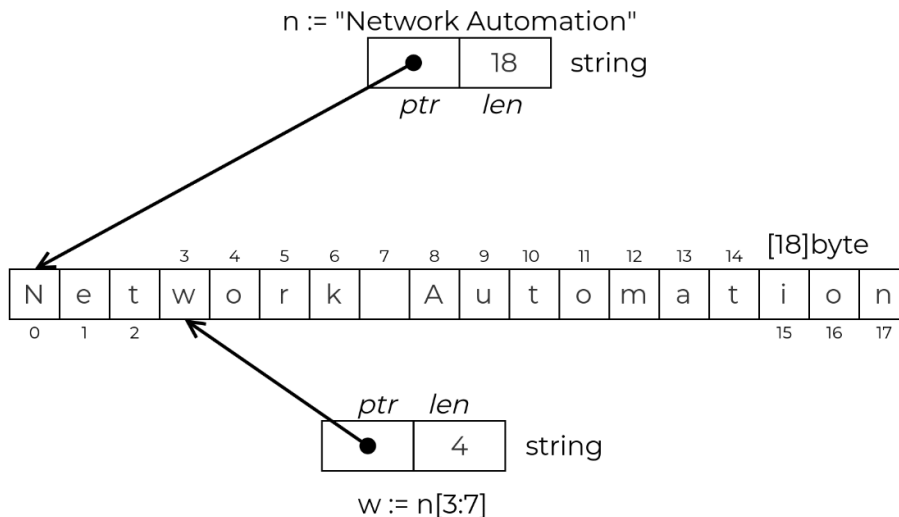 n := "Network Automation"
18 string
ptr len
[18]byte
3 4 5 6 8 9 10 11 12 13 14
N e t w o r k A u t o m a t i o n
0 1 2 15 16 17
ptr len
4 string
w := n[3:7]